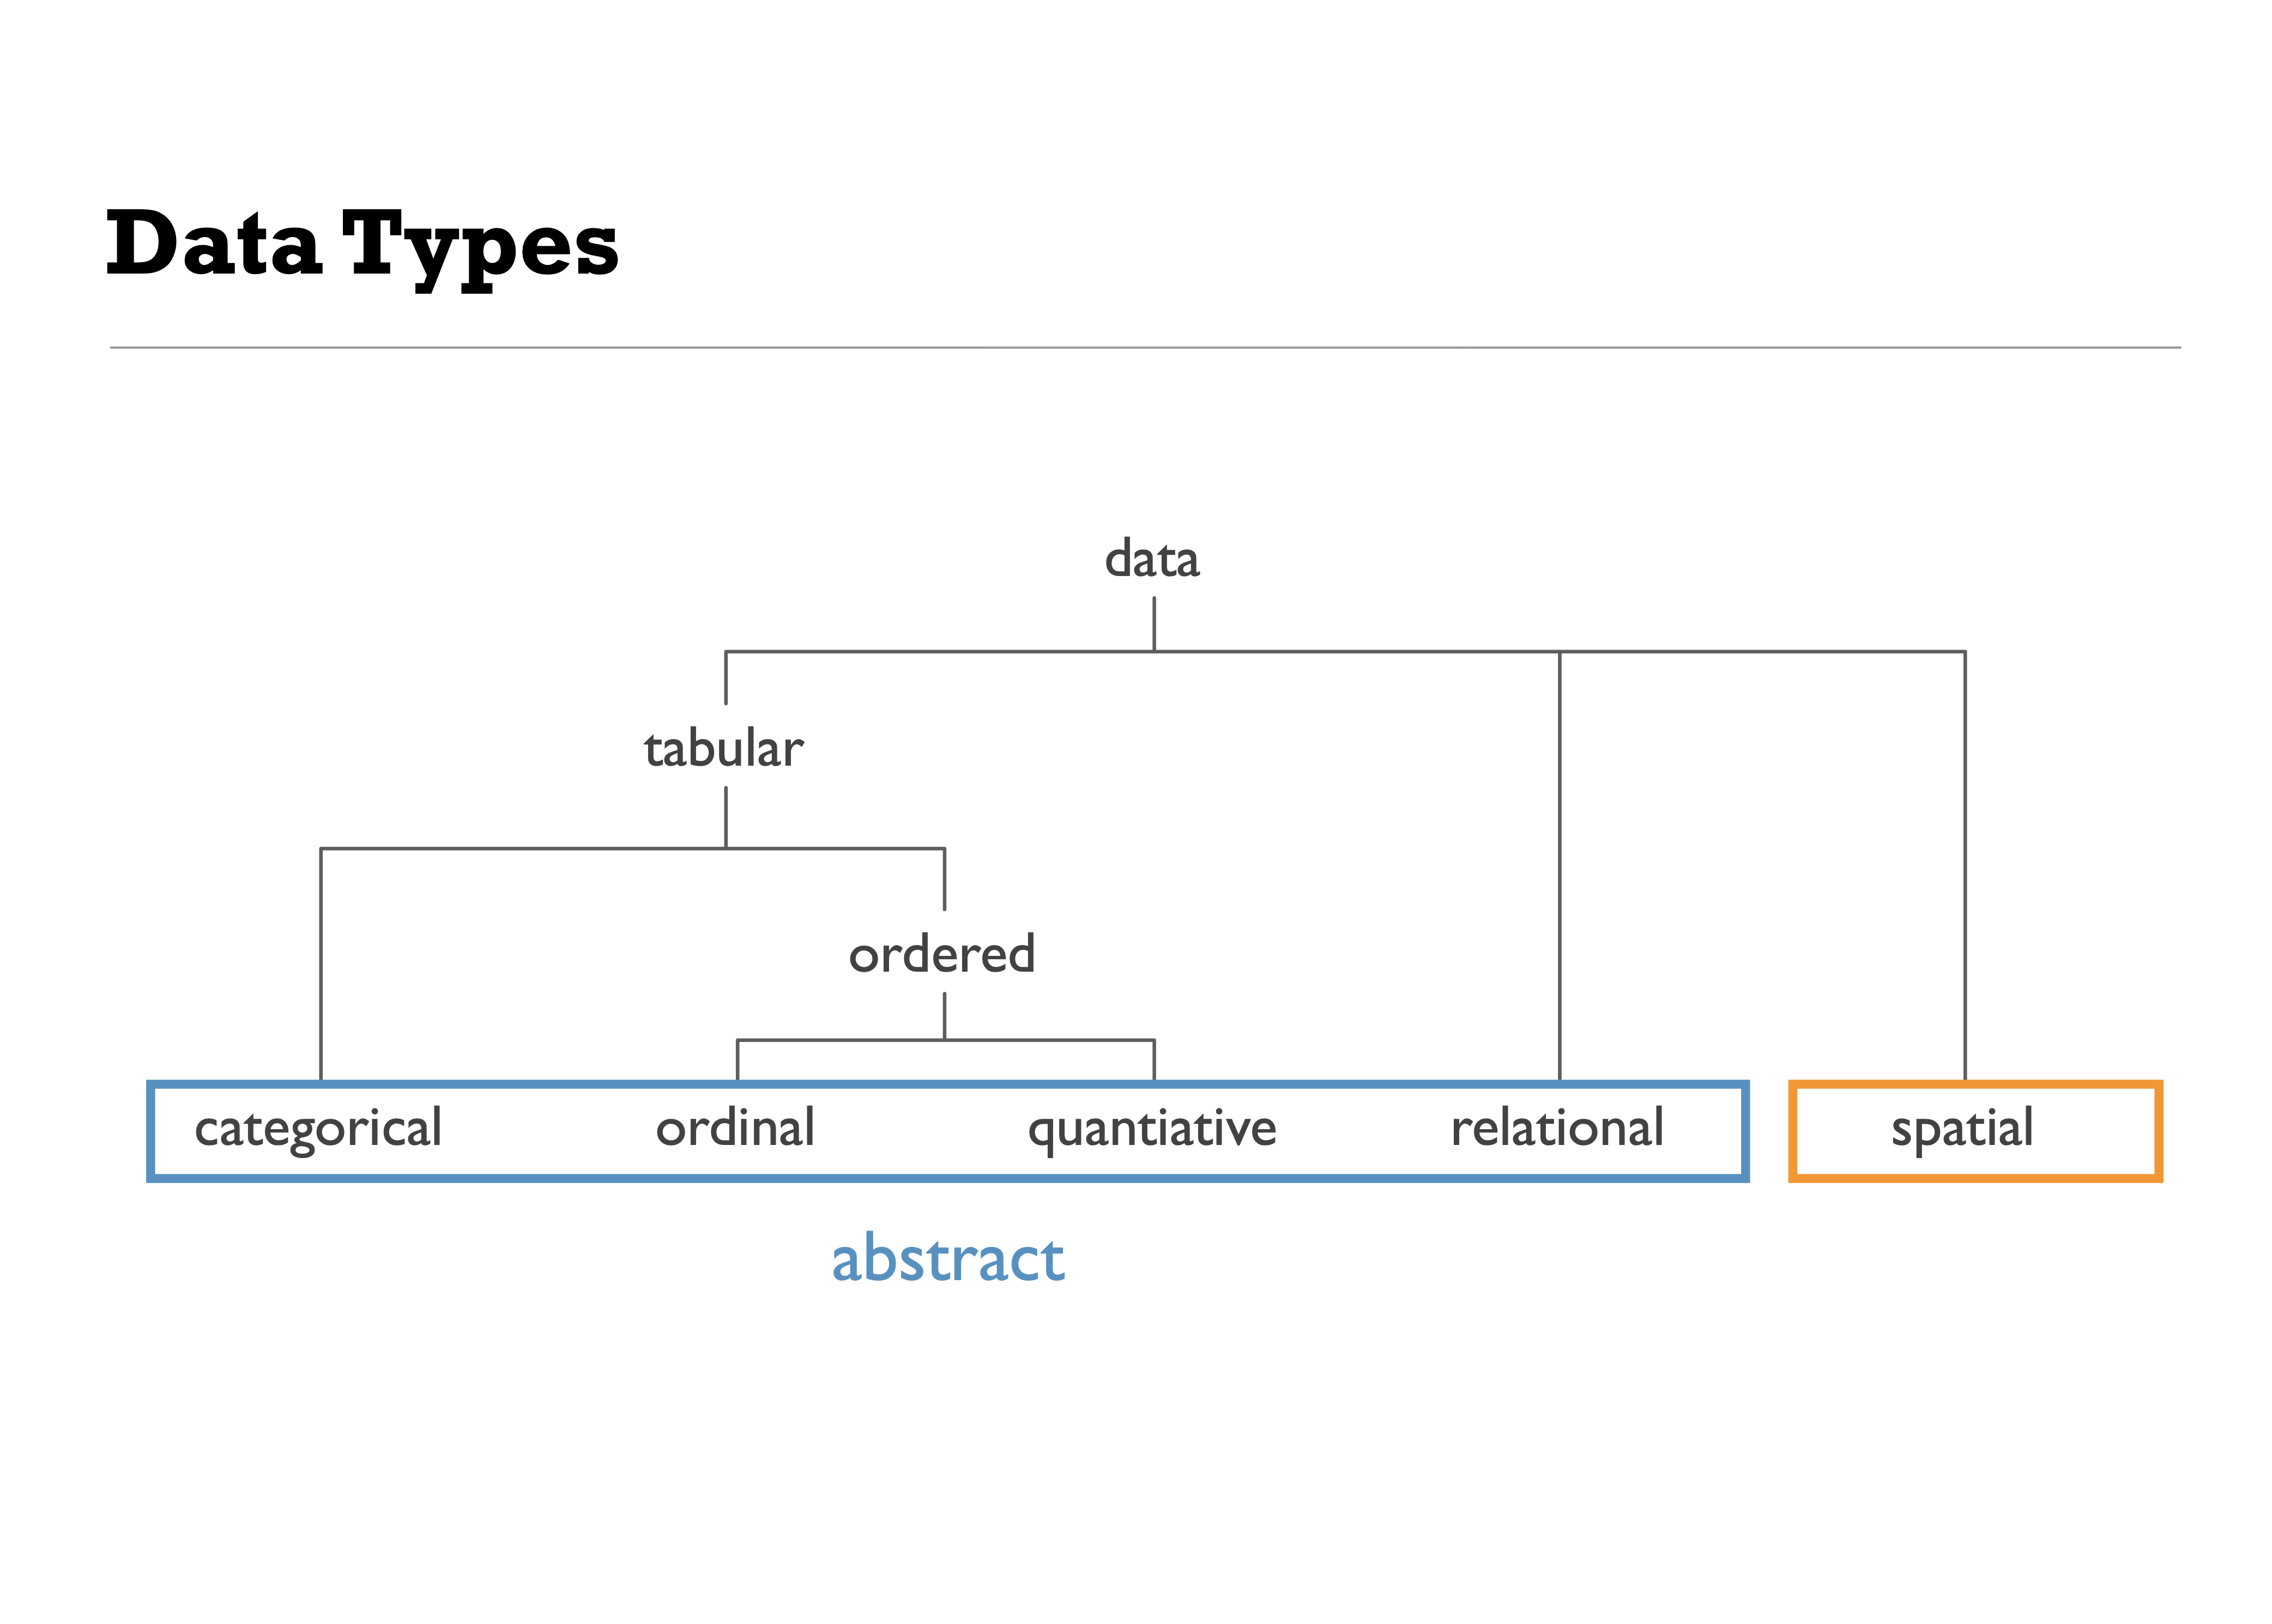 Data Types
data
tabular
ordered
categorical ordinal quantiative relational spatial
abstract